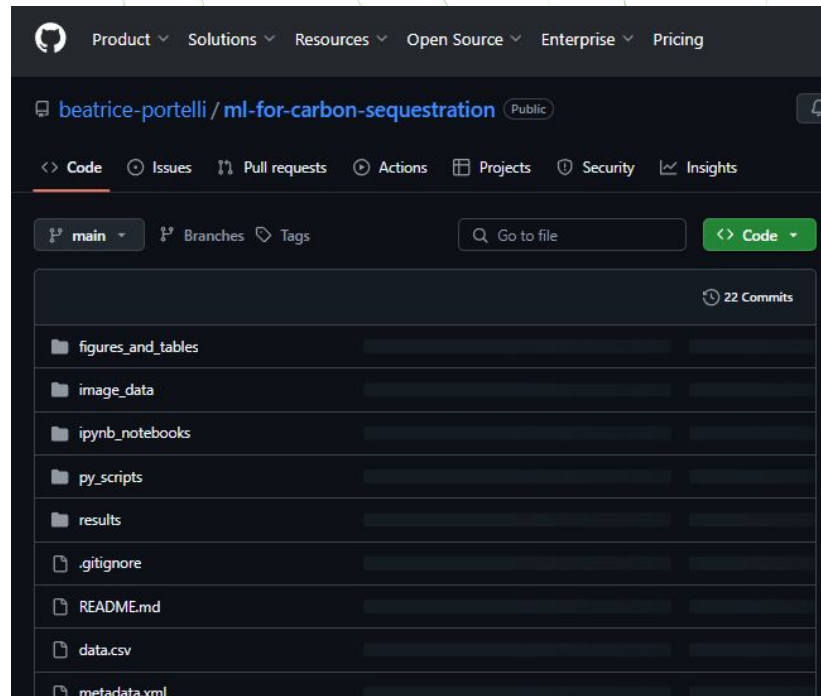 Product Solutions Resources Open Source Enterprise Pricing
beatrice-portelli / ml-for-carbon-sequestration Public
<> Code Issues Pull requests Actions Projects Security Insights
main Branches Tags Go to file <> Code
22 Commits
figures_and_tables
image_data
ipynb_notebooks
py_scripts
results
.gitignore
README.md
data.csv
metadata.xml